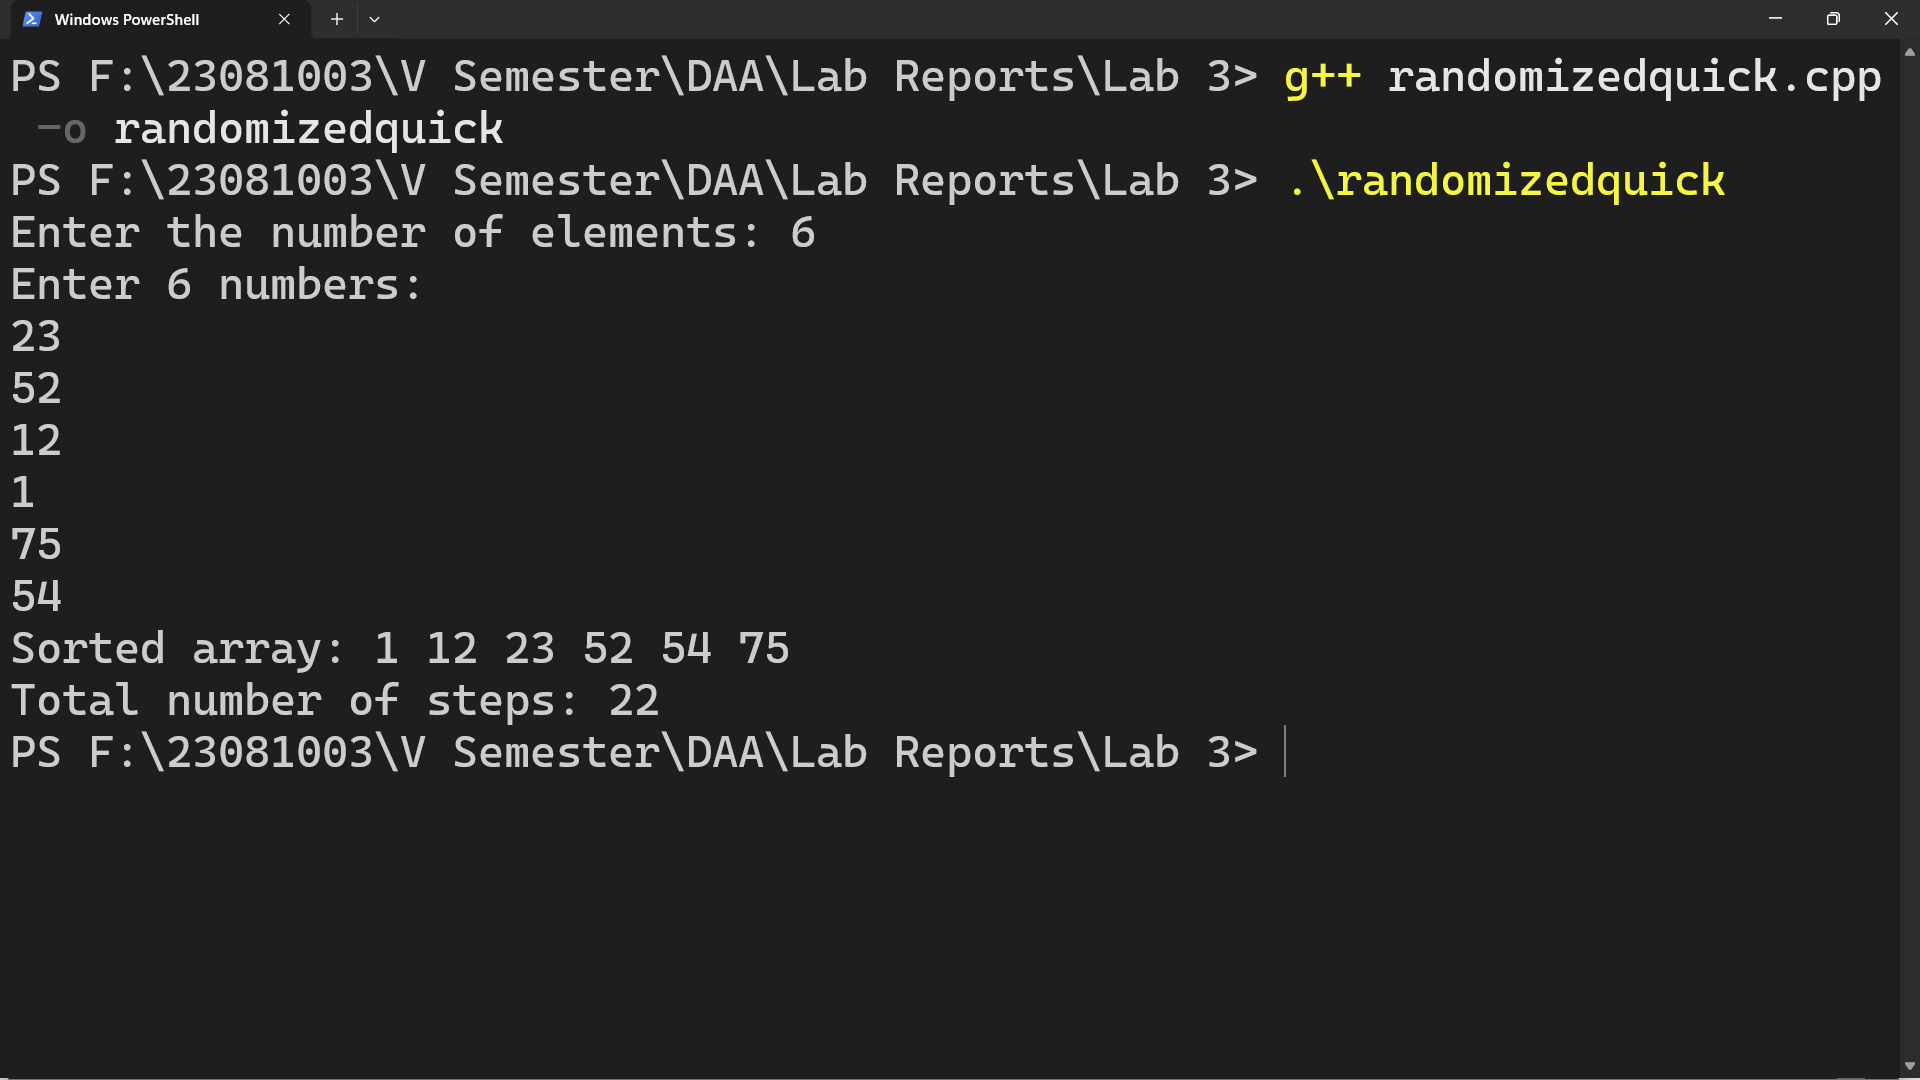 Windows PowerShell
PS F:\23081003\V Semester\DAA\Lab Reports\Lab 3> g++ randomizedquick.cpp
-o randomizedquick
PS F:\23081003\V Semester\DAA\Lab Reports\Lab 3> .\randomizedquick
Enter the number of elements: 6
Enter 6 numbers:
23
52
12
1
75
54
Sorted array: 1 12 23 52 54 75
Total number of steps: 22
PS F:\23081003\V Semester\DAA\Lab Reports\Lab 3>